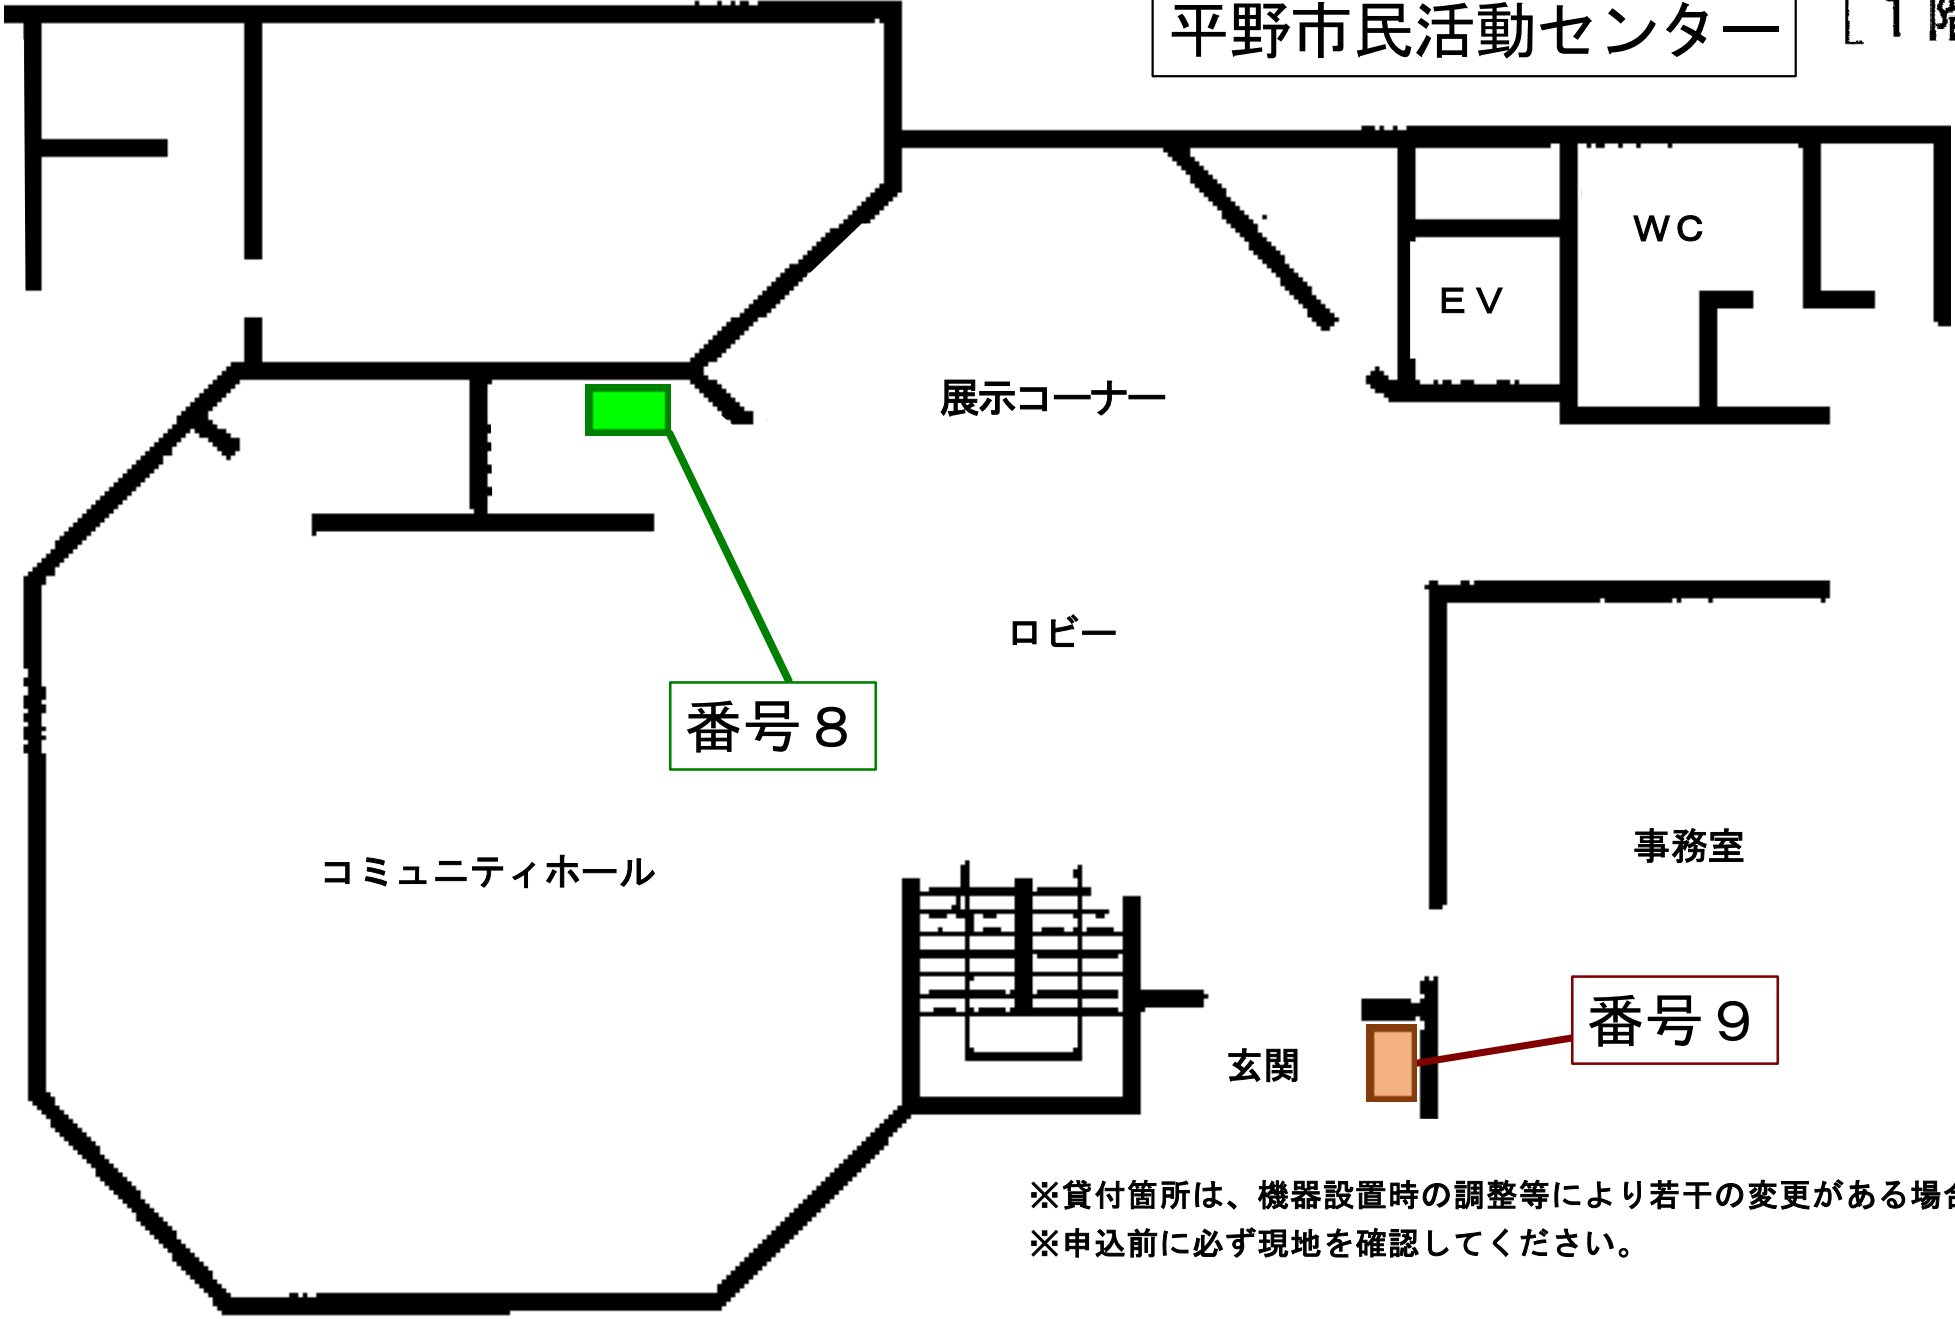 平野市民活動センター
１階
ＷＣ
ＥＶ
展示コーナー
ロビー
番号８
コミュニティホール
事務室
番号９
玄関
※貸付箇所は、機器設置時の調整等により若干の変更がある場合
※申込前に必ず現地を確認してください。